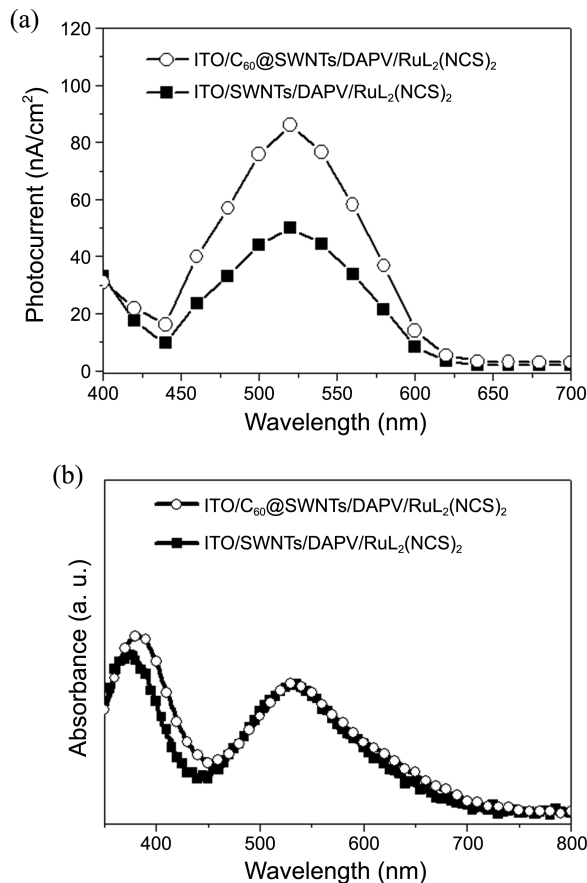 (a)
120
100
80
60
40
20
0
Photocurrent (nA/cm²)
ITO/C₆₀@SWNTs/DAPV/RuL₂(NCS)₂
ITO/SWNTs/DAPV/RuL₂(NCS)₂
400 450 500 550 600 650 700
Wavelength (nm)
(b)
ITO/C₆₀@SWNTs/DAPV/RuL₂(NCS)₂
ITO/SWNTs/DAPV/RuL₂(NCS)₂
Absorbance (a. u.)
400 500 600 700 800
Wavelength (nm)